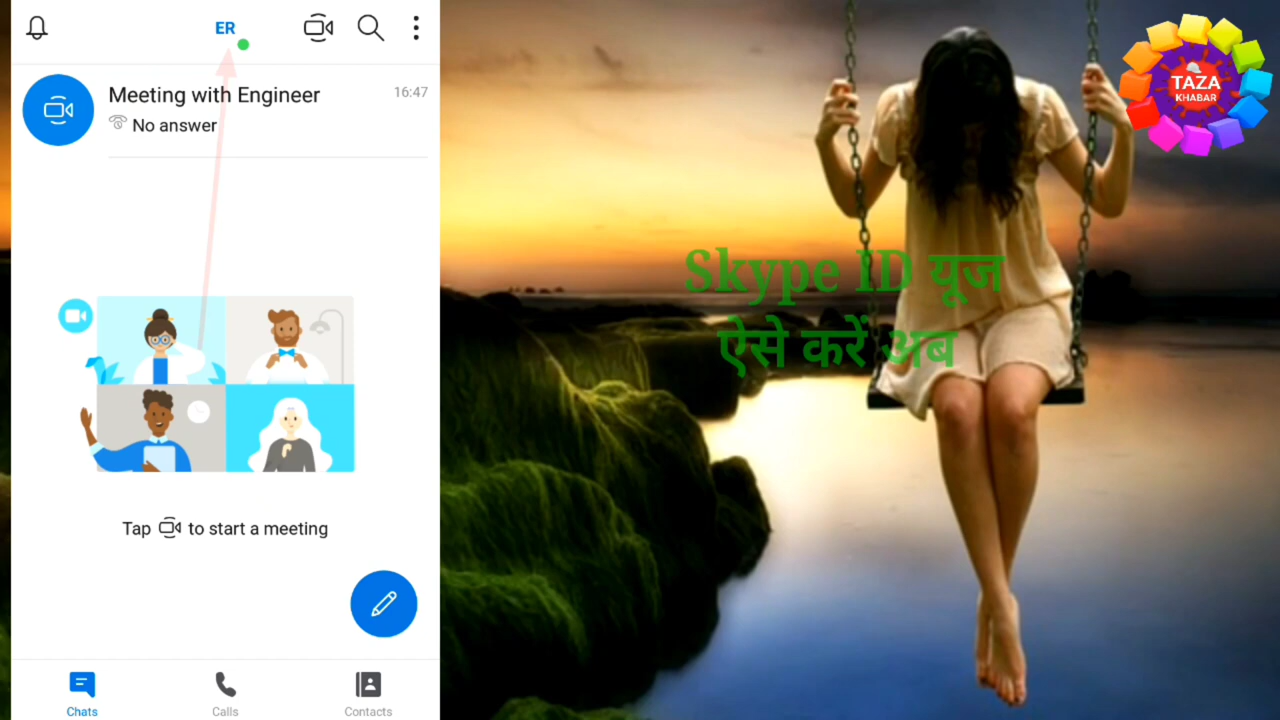 ER
Meeting with Engineer
16:47
No answer
Tap to start a meeting
Chats
Calls
Contacts
Skype ID यूज
ऐसे करें अब
TAZA
KHABAR